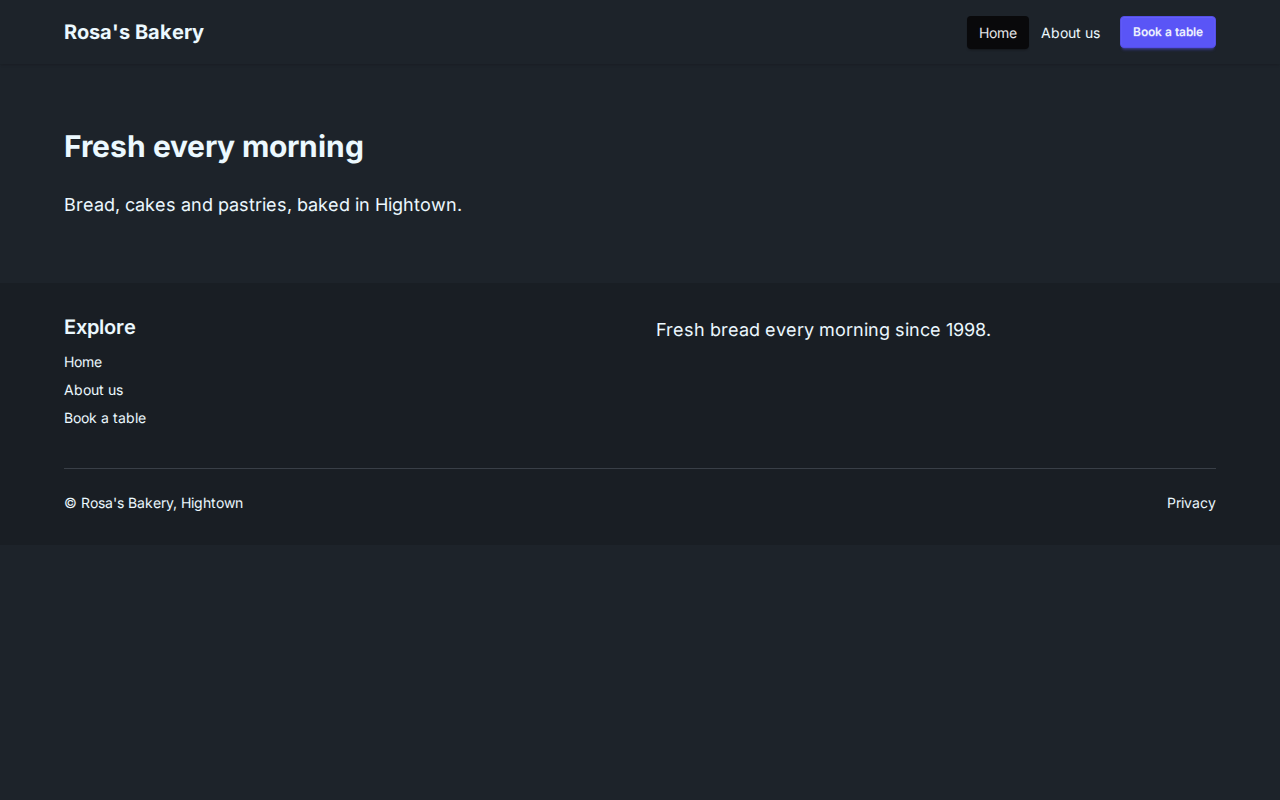 Rosa's Bakery
Home
About us
Book a table
Fresh every morning
Bread, cakes and pastries, baked in Hightown.
Explore
Home
About us
Book a table
Fresh bread every morning since 1998.
© Rosa's Bakery, Hightown
Privacy